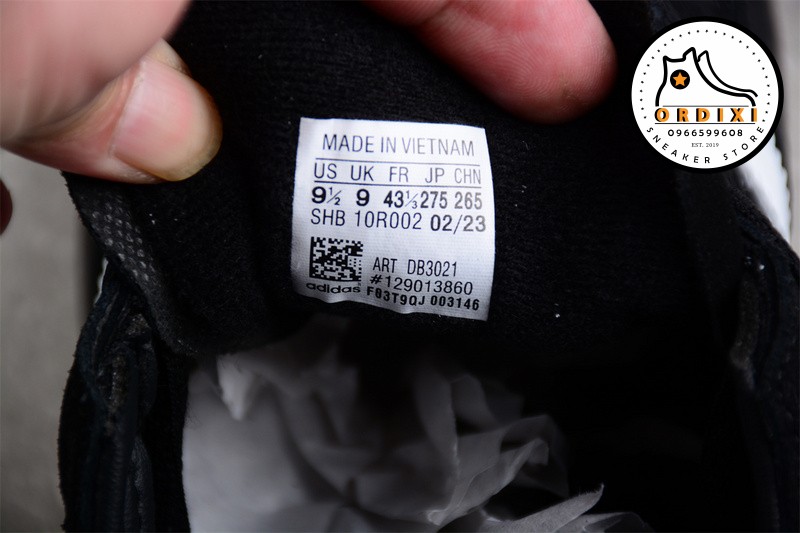 MADE IN VIETNAM
US UK FR JP CHN
9½ 9 43⅓ 275 265
SHB 10R002 02/23
ART DB3021
#129013860
adidas F03T9QJ 003146
ORDIXI
0966599608
EST. 2019
SNEAKER STORE